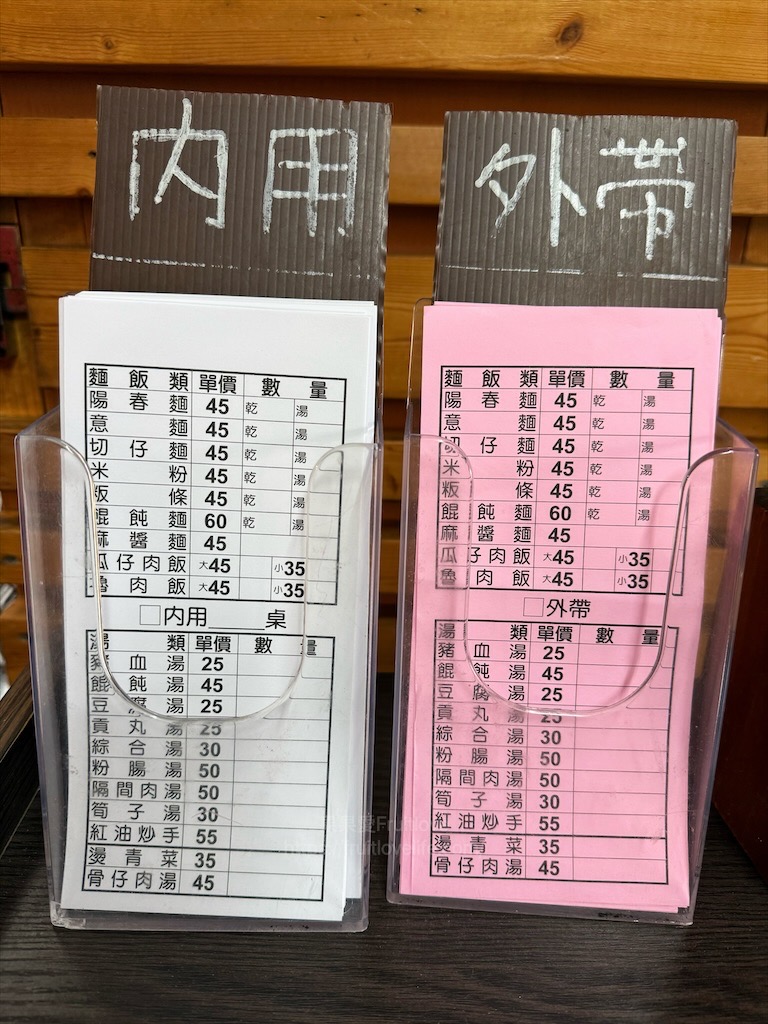 内用
麵飯類 單價 數量
陽春麵 45 乾 湯
意麵 45 乾 湯
切仔麵 45 乾 湯
米粉 45 乾 湯
粄條 45 乾 湯
餛飩麵 60 乾 湯
麻醬麵 45
瓜仔肉飯 大45 小35
魯肉飯 大45 小35
□內用____桌
湯類 單價 數量
豬血湯 25
餛飩湯 45
豆腐湯 25
貢丸湯 25
綜合湯 30
粉腸湯 50
隔間肉湯 50
筍子湯 30
紅油炒手 55
燙青菜 35
骨仔肉湯 45
外帶
麵飯類 單價 數量
陽春麵 45 乾 湯
意麵 45 乾 湯
切仔麵 45 乾 湯
米粉 45 乾 湯
粄條 45 乾 湯
餛飩麵 60 乾 湯
麻醬麵 45
瓜仔肉飯 大45 小35
魯肉飯 大45 小35
□外帶
湯類 單價 數量
豬血湯 25
餛飩湯 45
豆腐湯 25
貢丸湯 25
綜合湯 30
粉腸湯 50
隔間肉湯 50
筍子湯 30
紅油炒手 55
燙青菜 35
骨仔肉湯 45